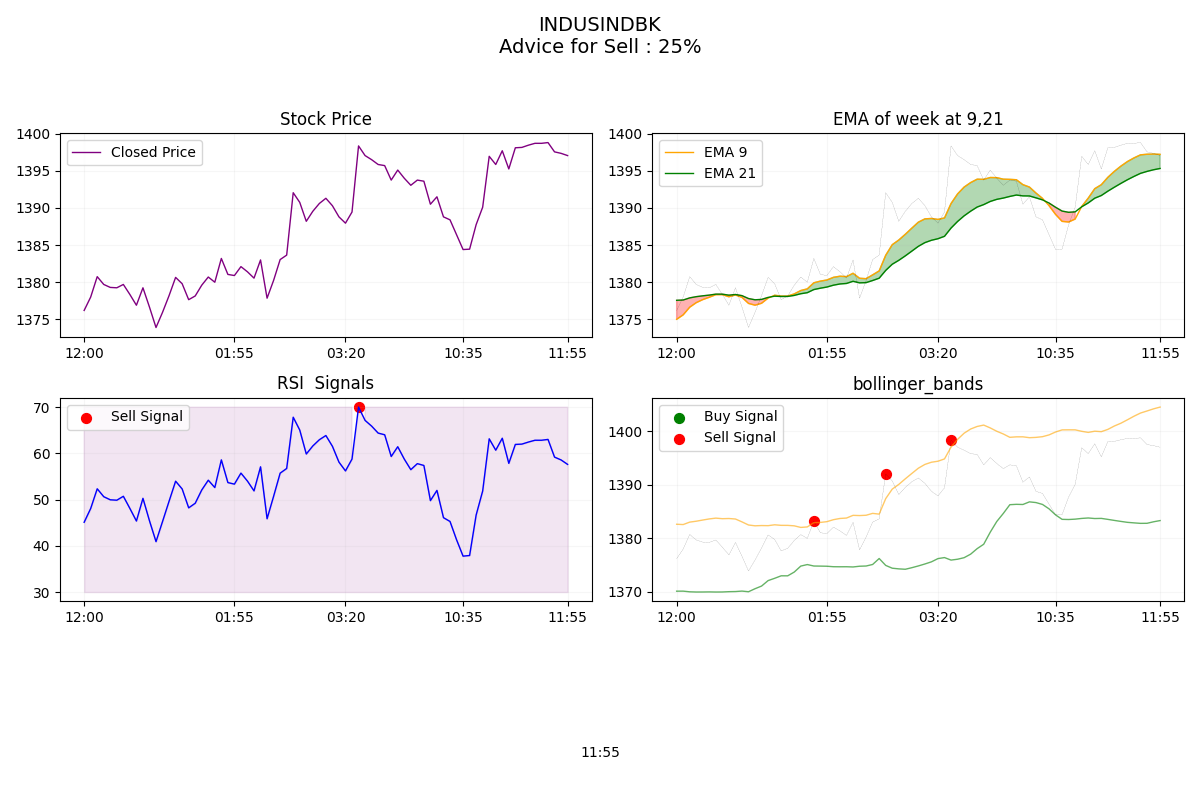 INDUSINDBK
Advice for Sell : 25%
Stock Price
1400
1395
1390
1385
1380
1375
Closed Price
12:00 01:55 03:20 10:35 11:55
EMA of week at 9,21
1400
1395
1390
1385
1380
1375
EMA 9
EMA 21
12:00 01:55 03:20 10:35 11:55
RSI  Signals
70
60
50
40
30
Sell Signal
12:00 01:55 03:20 10:35 11:55
bollinger_bands
1400
1390
1380
1370
Buy Signal
Sell Signal
12:00 01:55 03:20 10:35 11:55
11:55